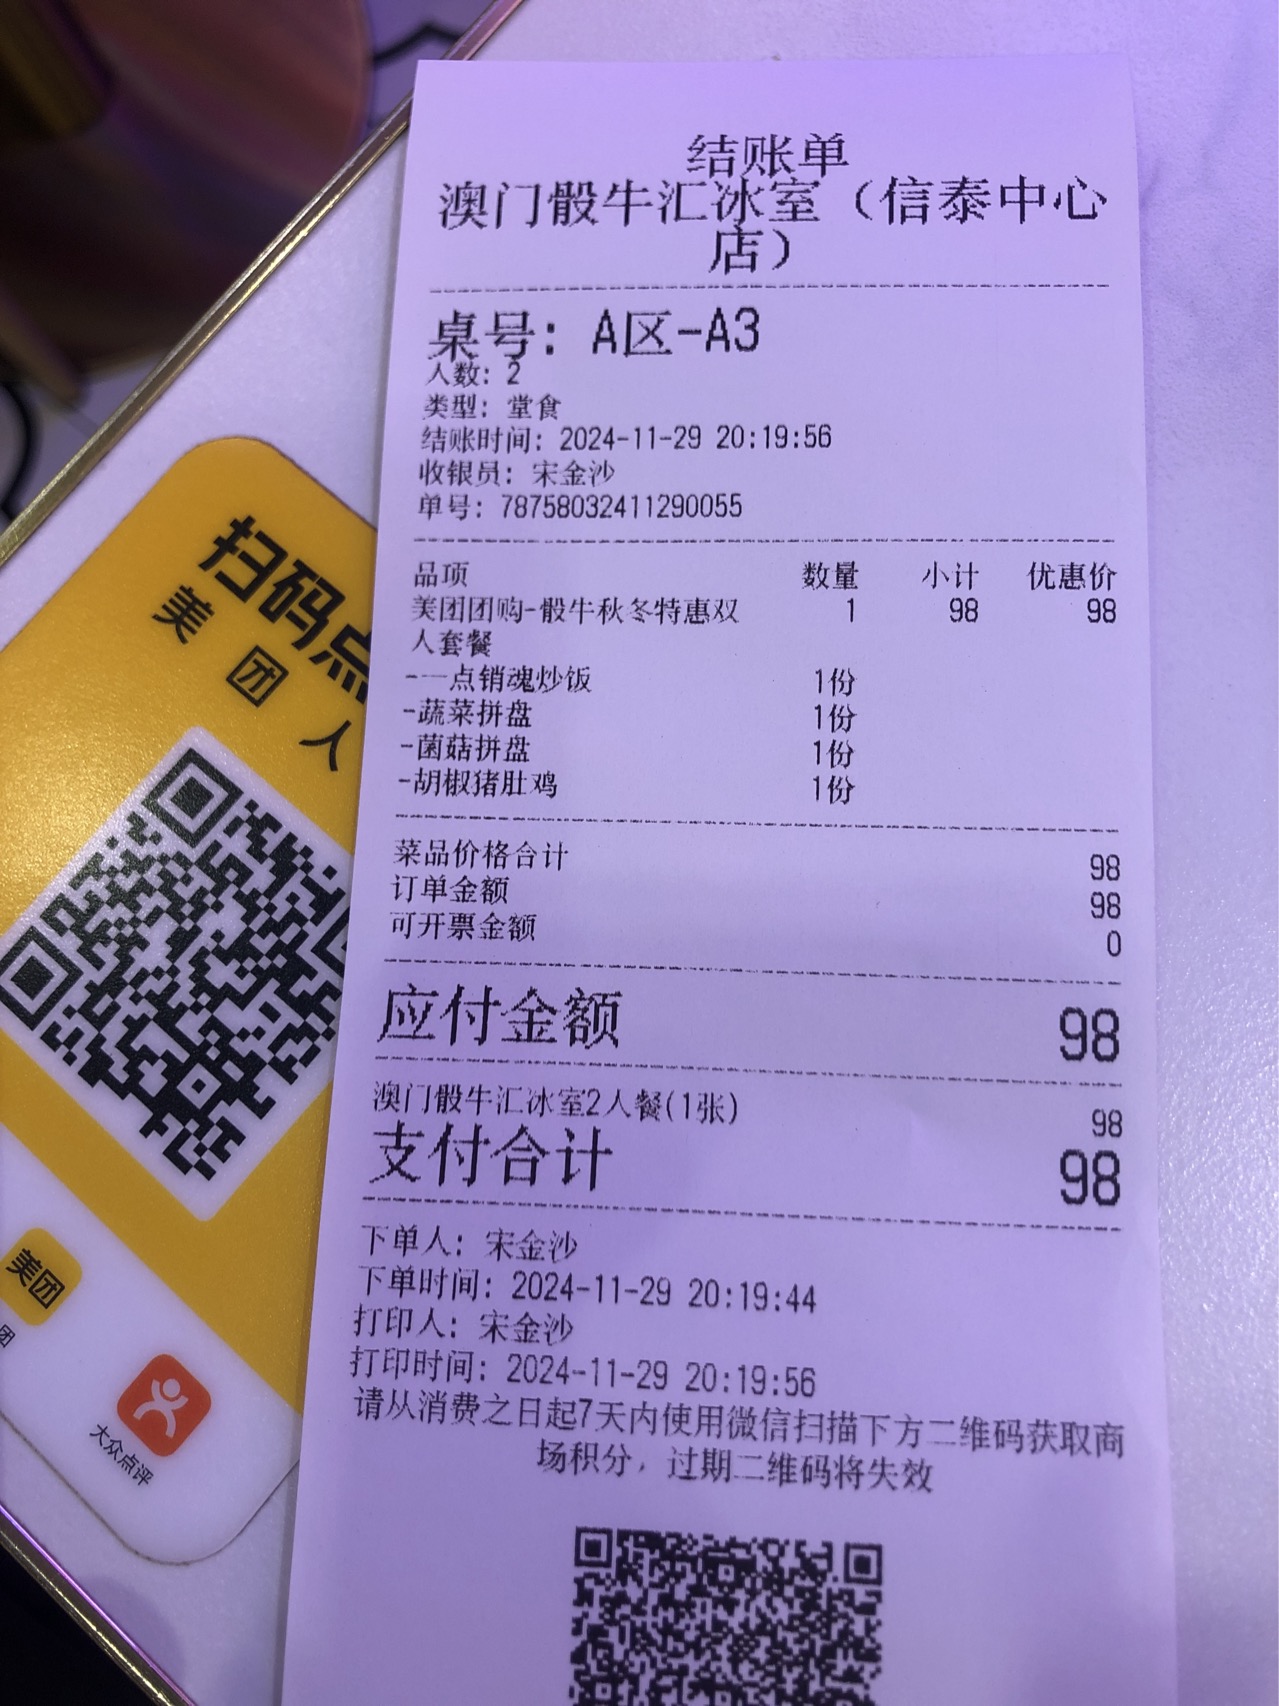 结账单
澳门骰牛汇冰室（信泰中心
店）
桌号：A区-A3
人数：2
类型：堂食
结账时间：2024-11-29 20:19:56
收银员：宋金沙
单号：78758032411290055
品项 数量 小计 优惠价
美团团购-骰牛秋冬特惠双 1 98 98
人套餐
-一点销魂炒饭 1份
-蔬菜拼盘 1份
-菌菇拼盘 1份
-胡椒猪肚鸡 1份
菜品价格合计 98
订单金额 98
可开票金额 0
应付金额 98
澳门骰牛汇冰室2人餐(1张) 98
支付合计 98
下单人：宋金沙
下单时间：2024-11-29 20:19:44
打印人：宋金沙
打印时间：2024-11-29 20:19:56
请从消费之日起7天内使用微信扫描下方二维码获取商
场积分，过期二维码将失效
扫码点
美团 人
美团
团
大众点评